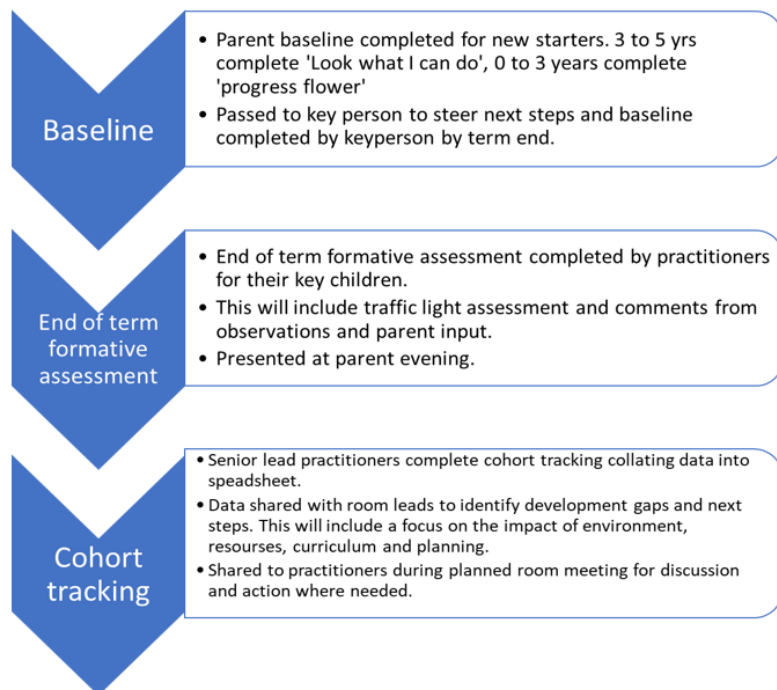 Baseline
• Parent baseline completed for new starters. 3 to 5 yrs
complete 'Look what I can do', 0 to 3 years complete
'progress flower'
• Passed to key person to steer next steps and baseline
completed by keyperson by term end.
End of term
formative
assessment
• End of term formative assessment completed by practitioners
for their key children.
• This will include traffic light assessment and comments from
observations and parent input.
• Presented at parent evening.
Cohort
tracking
• Senior lead practitioners complete cohort tracking collating data into
speadsheet.
• Data shared with room leads to identify development gaps and next
steps. This will include a focus on the impact of environment,
resourses, curriculum and planning.
• Shared to practitioners during planned room meeting for discussion
and action where needed.